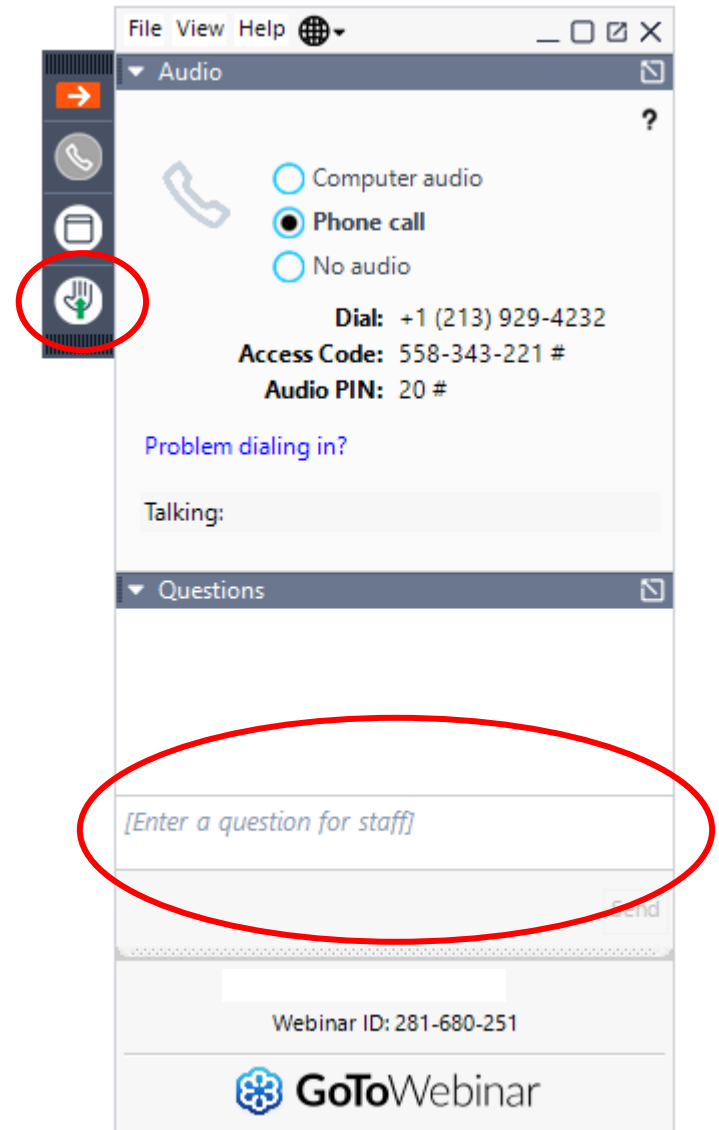 File View Help
Audio
?
Computer audio
Phone call
No audio
Dial: +1 (213) 929-4232
Access Code: 558-343-221 #
Audio PIN: 20 #
Problem dialing in?
Talking:
Questions
[Enter a question for staff]
Send
Webinar ID: 281-680-251
GoToWebinar